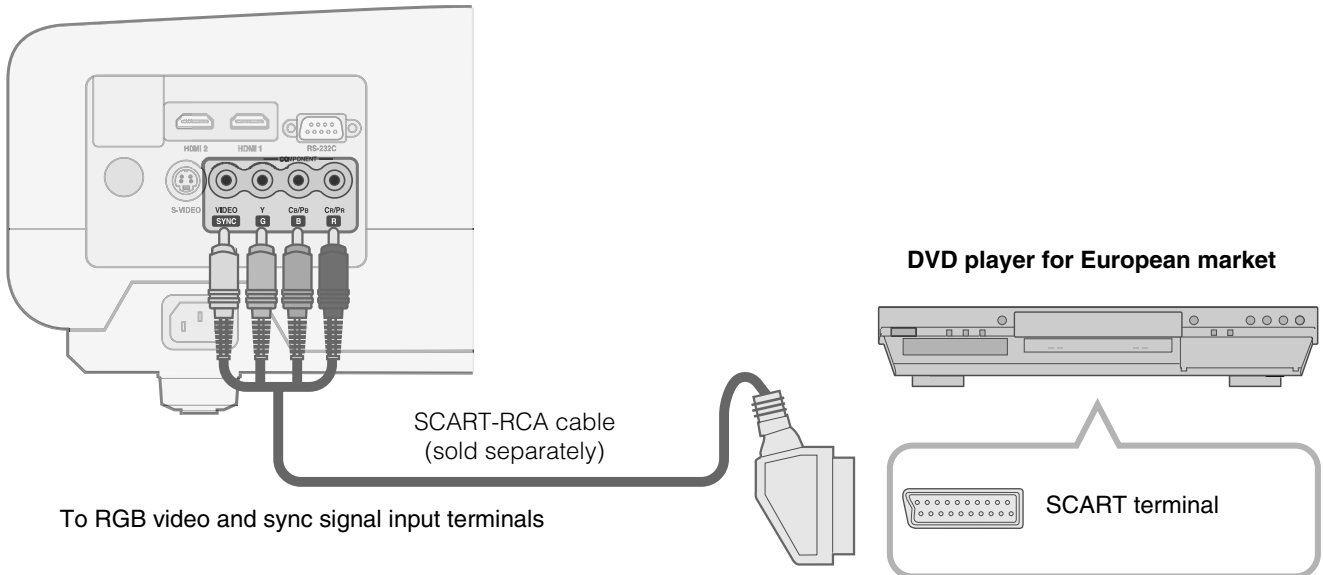 HDMI 2 HDMI 1 RS-232C
COMPONENT
S-VIDEO VIDEO Y CB/PB CR/PR
SYNC G B R
DVD player for European market
SCART-RCA cable
(sold separately)
SCART terminal
To RGB video and sync signal input terminals